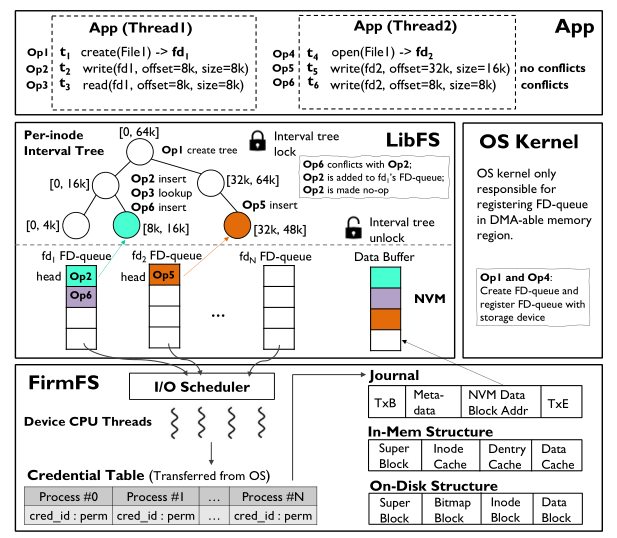 App (Thread1)
Op1 t1 create(File1) -> fd1
Op2 t2 write(fd1, offset=8k, size=8k)
Op3 t3 read(fd1, offset=8k, size=8k)
App (Thread2)
App
Op4 t4 open(File1) -> fd2
Op5 t5 write(fd2, offset=32k, size=16k) no conflicts
Op6 t6 write(fd2, offset=8k, size=8k) conflicts
Per-inode
Interval Tree
[0, 64k]
Op1 create tree
Interval tree
lock
LibFS
[0, 16k]
Op2 insert
Op3 lookup
Op6 insert
[32k, 64k]
Op5 insert
Op6 conflicts with Op2;
Op2 is added to fd1's FD-queue;
Op2 is made no-op
[0, 4k]
[8k, 16k]
[32k, 48k]
Interval tree
unlock
fd1 FD-queue
head
Op2
Op6
fd2 FD-queue
head
Op5
...
fdN FD-queue
Data Buffer
NVM
OS Kernel
OS kernel only
responsible for
registering FD-queue
in DMA-able memory
region.
Op1 and Op4:
Create FD-queue and
register FD-queue with
storage device
FirmFS
I/O Scheduler
Device CPU Threads
Credential Table (Transferred from OS)
Process #0 Process #1 ... Process #N
cred_id : perm cred_id : perm ... cred_id : perm
Journal
TxB
Meta-
data
NVM Data
Block Addr
TxE
In-Mem Structure
Super
Block
Inode
Cache
Dentry
Cache
Data
Cache
On-Disk Structure
Super
Block
Bitmap
Block
Inode
Block
Data
Block